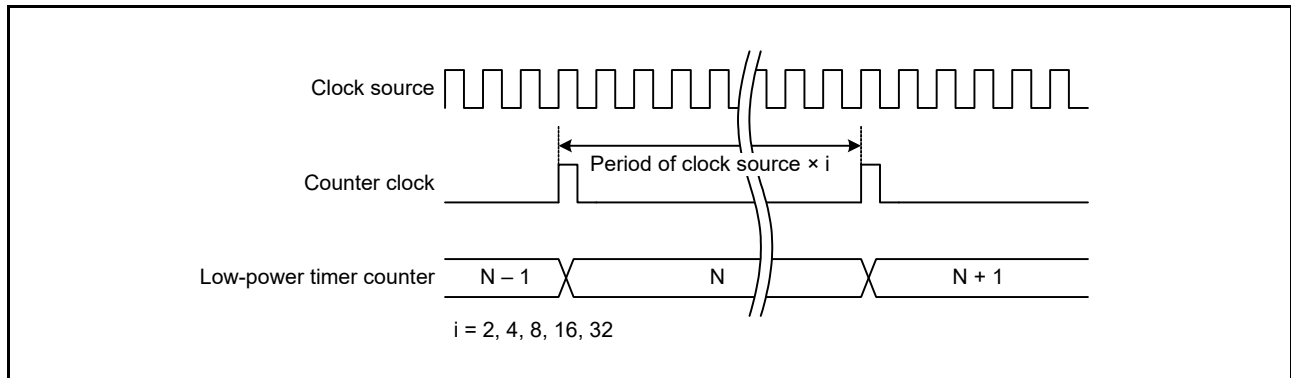 Clock source
Period of clock source × i
Counter clock
Low-power timer counter
N – 1
N
N + 1
i = 2, 4, 8, 16, 32